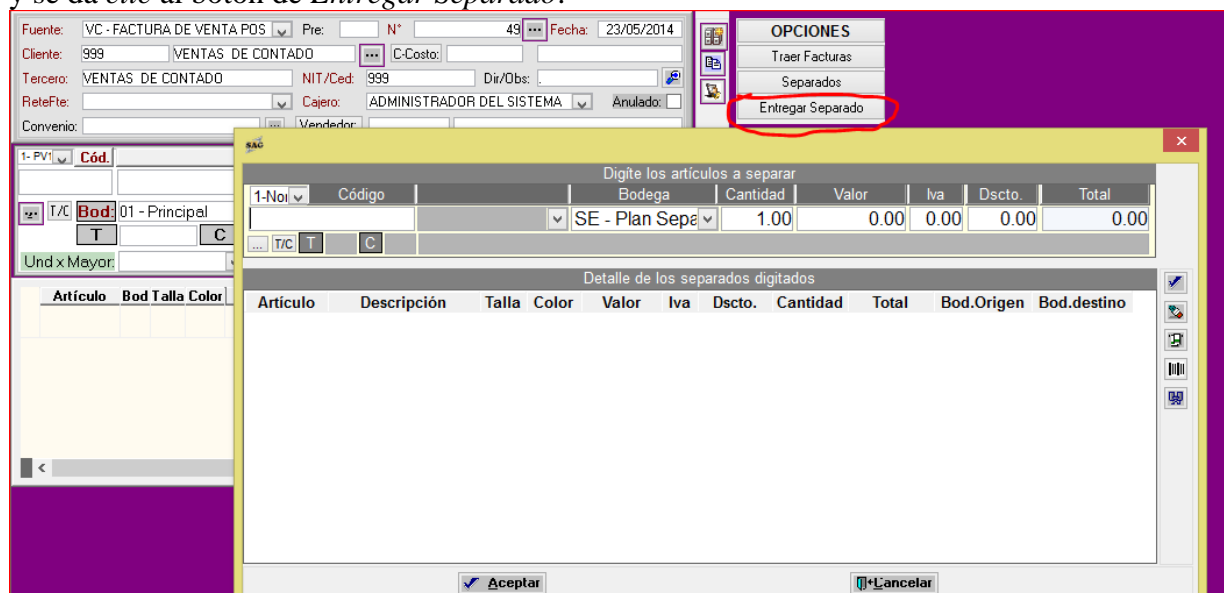 y se da clic al botón de Entregar Separado.
Fuente: VC - FACTURA DE VENTA POS Pre: N° 49 ... Fecha: 23/05/2014
OPCIONES
Cliente: 999 VENTAS DE CONTADO ... C-Costo:
Traer Facturas
Tercero: VENTAS DE CONTADO NIT/Ced: 999 Dir/Obs: .
Separados
ReteFte: Cajero: ADMINISTRADOR DEL SISTEMA Anulado:
Entregar Separado
Convenio: ... Vendedor:
SAG
1- PV1 Cód.
Digíte los artículos a separar
1-Nor Código Bodega Cantidad Valor Iva Dscto. Total
T/C Bod: 01 - Principal
SE - Plan Sepa 1.00 0.00 0.00 0.00 0.00
T C
... T/C T C
Und x Mayor:
Detalle de los separados digitados
Artículo Bod Talla Color
Artículo Descripción Talla Color Valor Iva Dscto. Cantidad Total Bod.Origen Bod.destino
Aceptar Cancelar